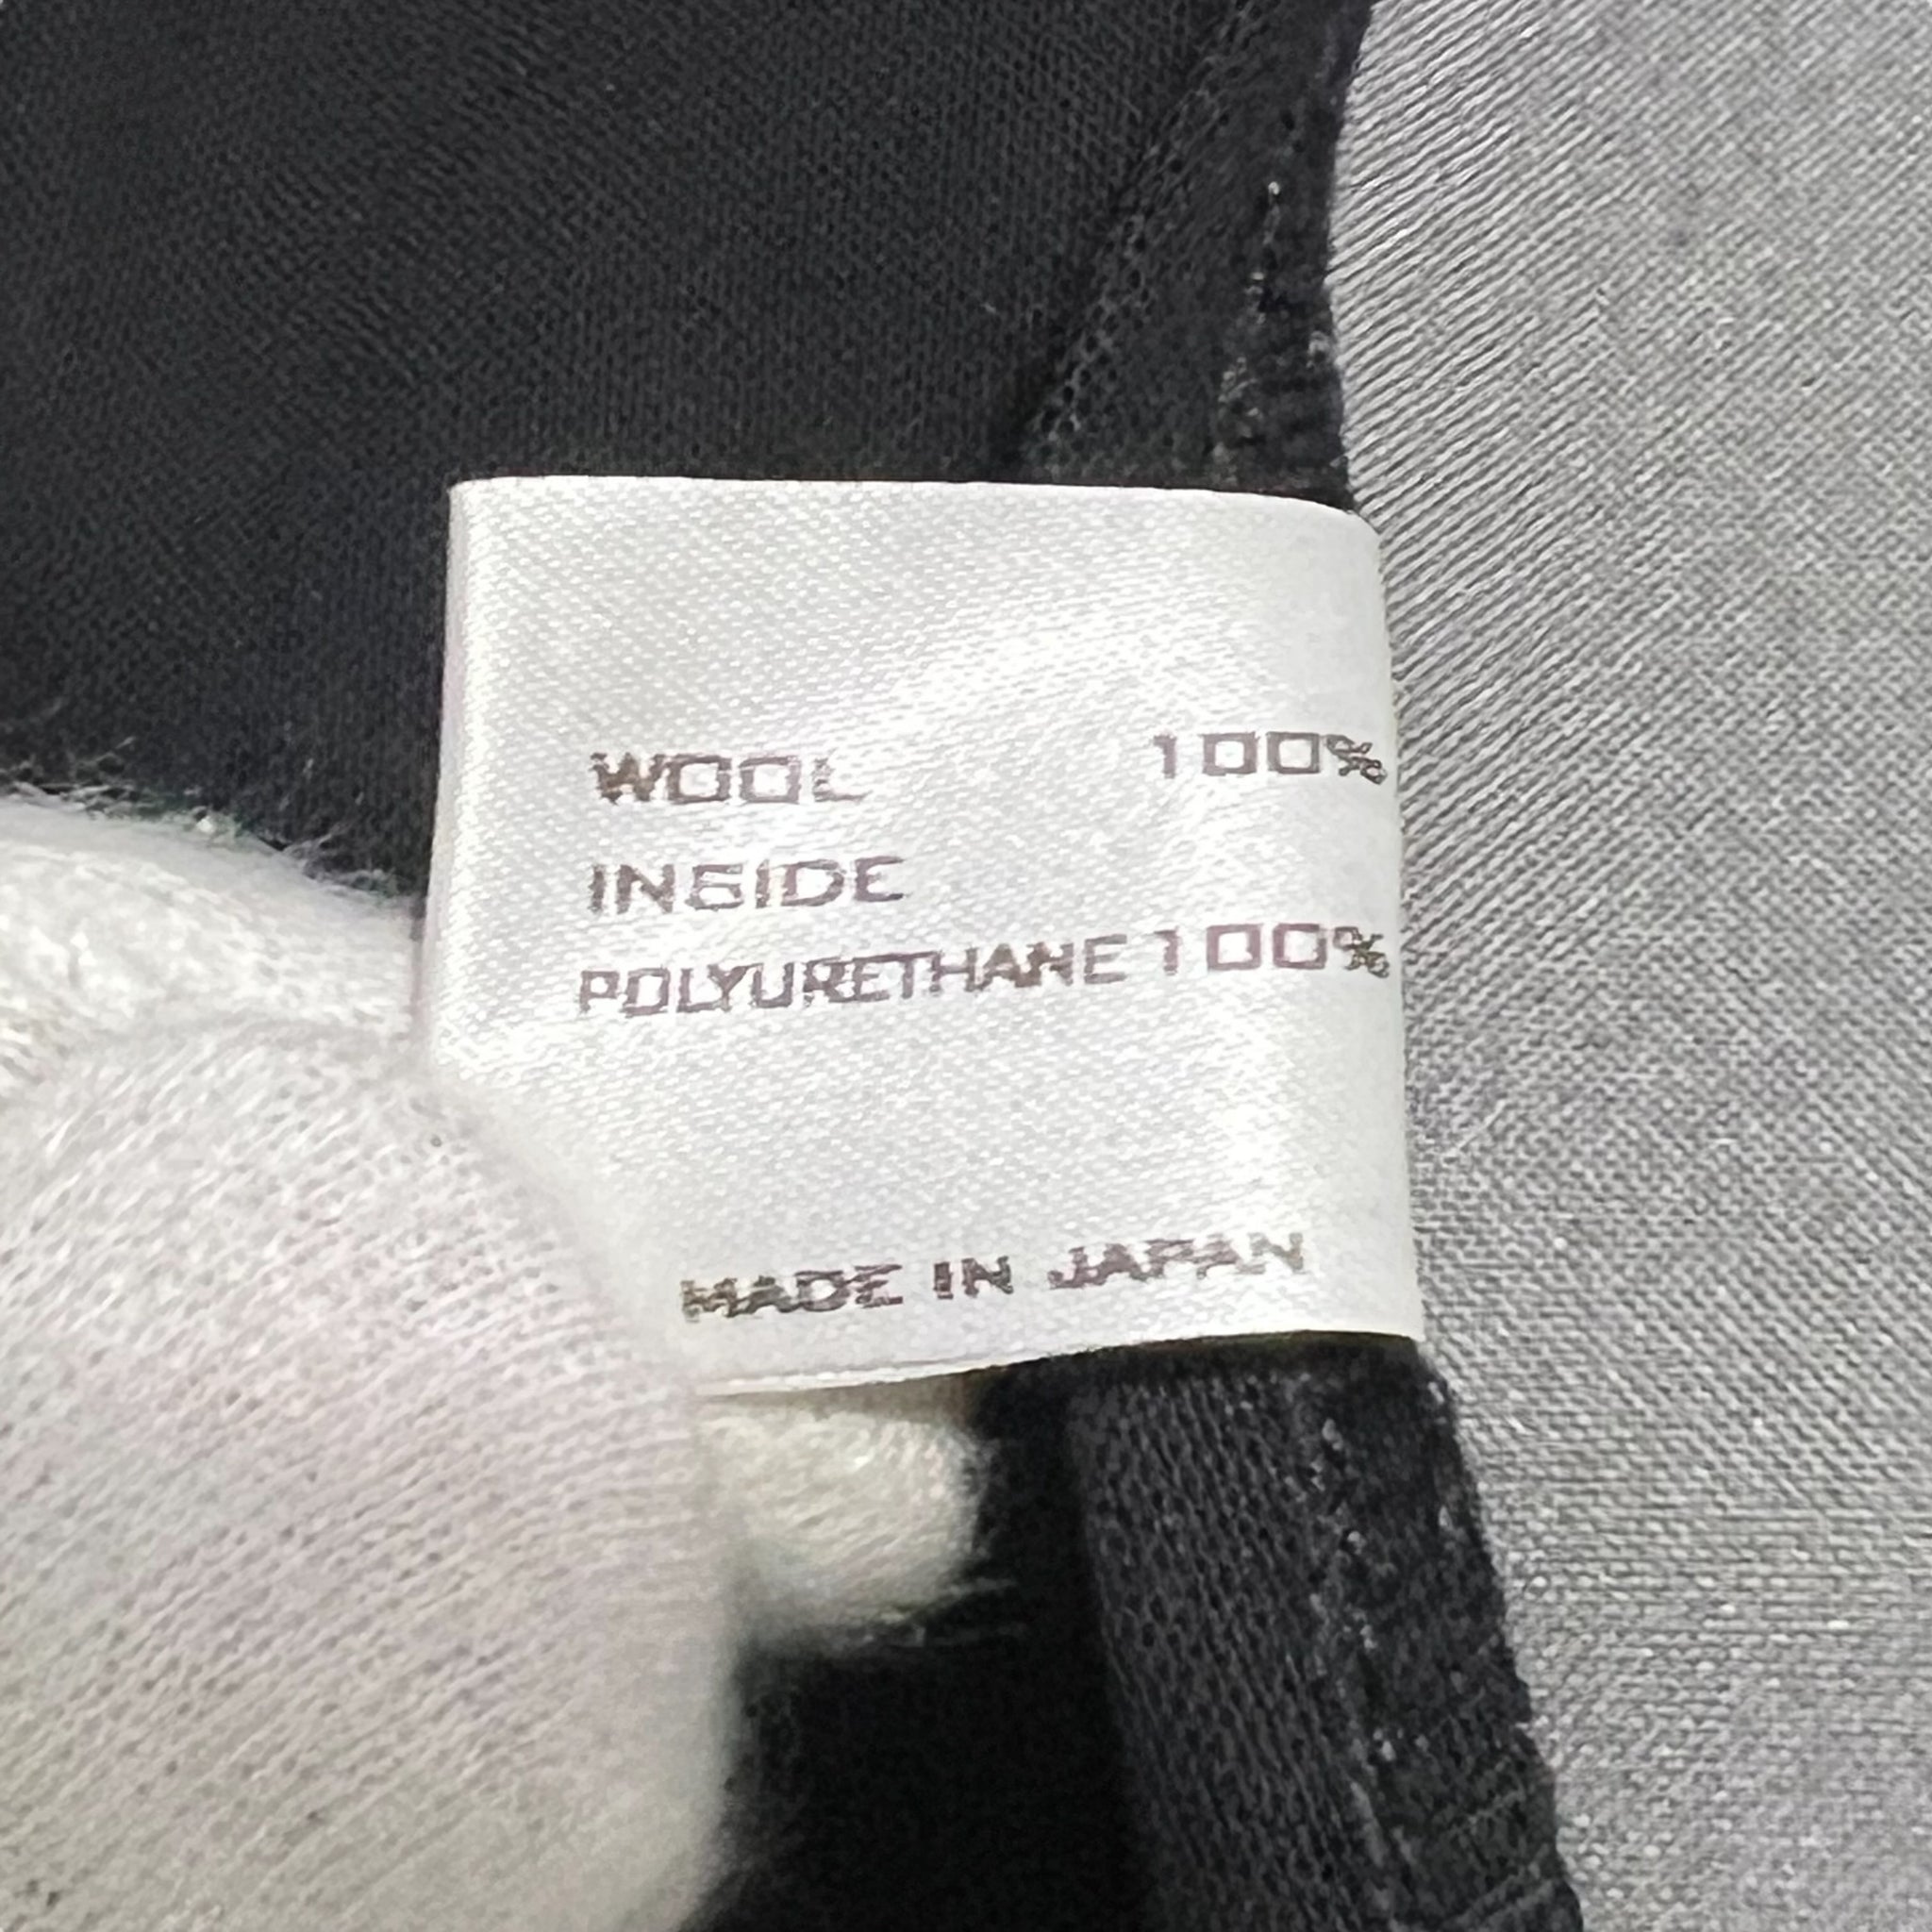 WOOL 100%
INSIDE
POLYURETHANE 100%
MADE IN JAPAN